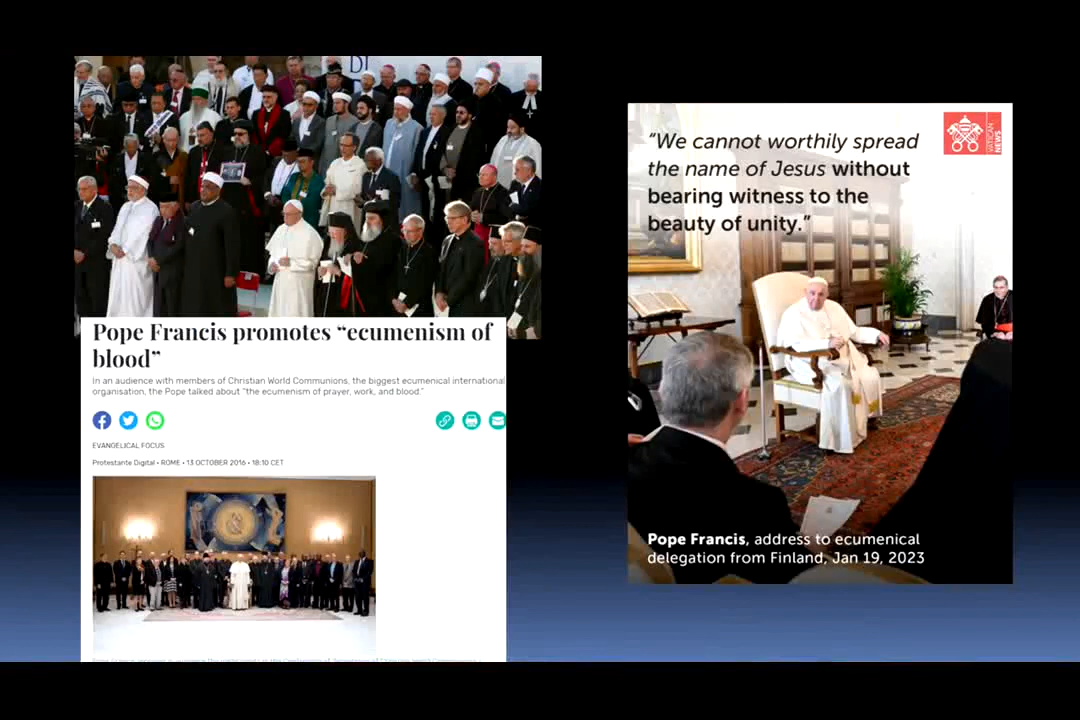 DI
Pope Francis promotes “ecumenism of
blood”
In an audience with members of Christian World Communions, the biggest ecumenical international
organisation, the Pope talked about “the ecumenism of prayer, work, and blood.”
EVANGELICAL FOCUS
Protestante Digital • ROME • 13 OCTOBER 2016 • 18:10 CET
“We cannot worthily spread
the name of Jesus without
bearing witness to the
beauty of unity.”
VATICAN
NEWS
Pope Francis, address to ecumenical
delegation from Finland, Jan 19, 2023